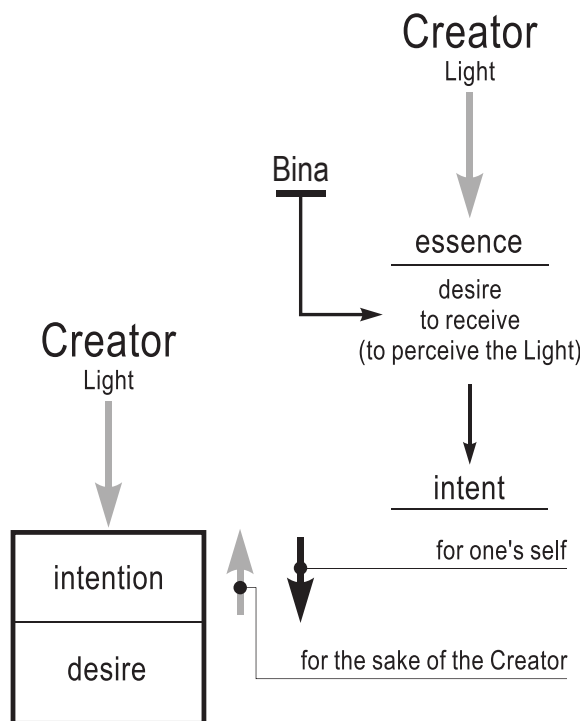 Creator
Light
Bina
essence
desire
to receive
(to perceive the Light)
Creator
Light
intent
for one's self
intention
desire
for the sake of the Creator